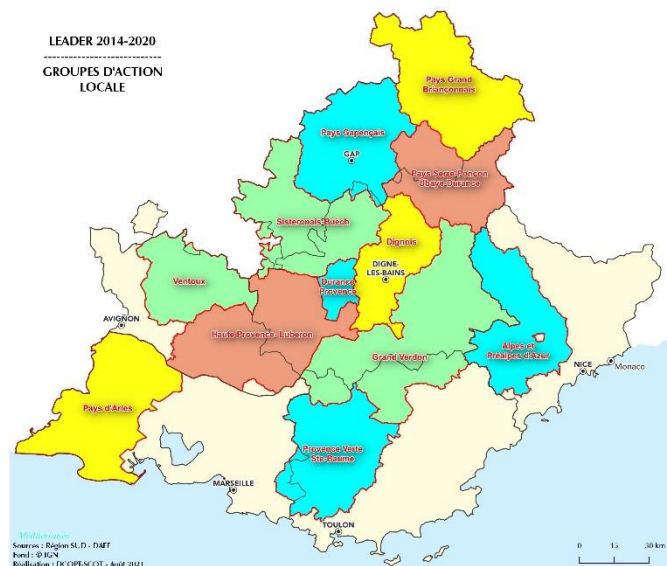 LEADER 2014-2020
GROUPES D'ACTION
LOCALE
Pays Grand
Briançonnais
Pays Gapençais
GAP
Pays Serre-Ponçon
Ubaye-Durance
Sisteronais-Buëch
Dignois
Ventoux
Durance
Provence
DIGNE-
LES-BAINS
AVIGNON
Haute Provence- Luberon
Grand Verdon
Alpes et
Préalpes d'Azur
NICE
Monaco
Pays d'Arles
Provence Verte
Ste-Baume
MARSEILLE
TOULON
Méditerranée
Sources : Région SUD - DAEF
Fond : © IGN
Réalisation : DCOPT-SCOT - Août 2021
0 15 30 km